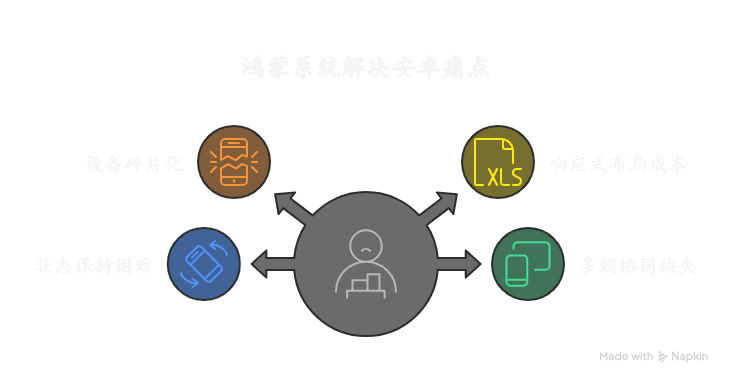 鸿蒙系统解决安卓痛点
设备碎片化
XLS
响应式布局成本
状态保持困难
多端协同缺失
Made with Napkin